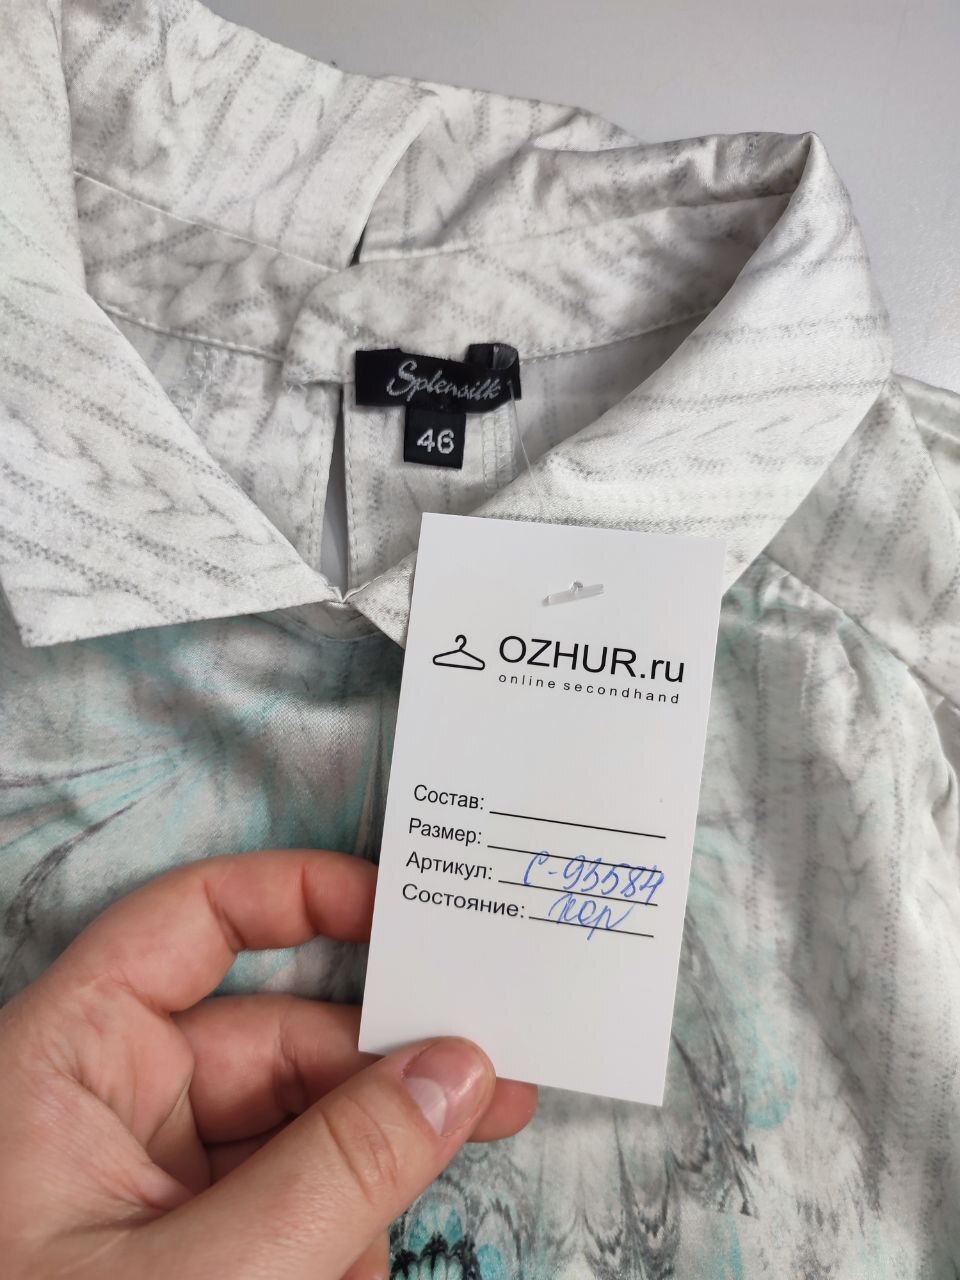 Splensilk
46
OZHUR.ru
online secondhand
Состав:
Размер:
Артикул: С-93584
Состояние: хор